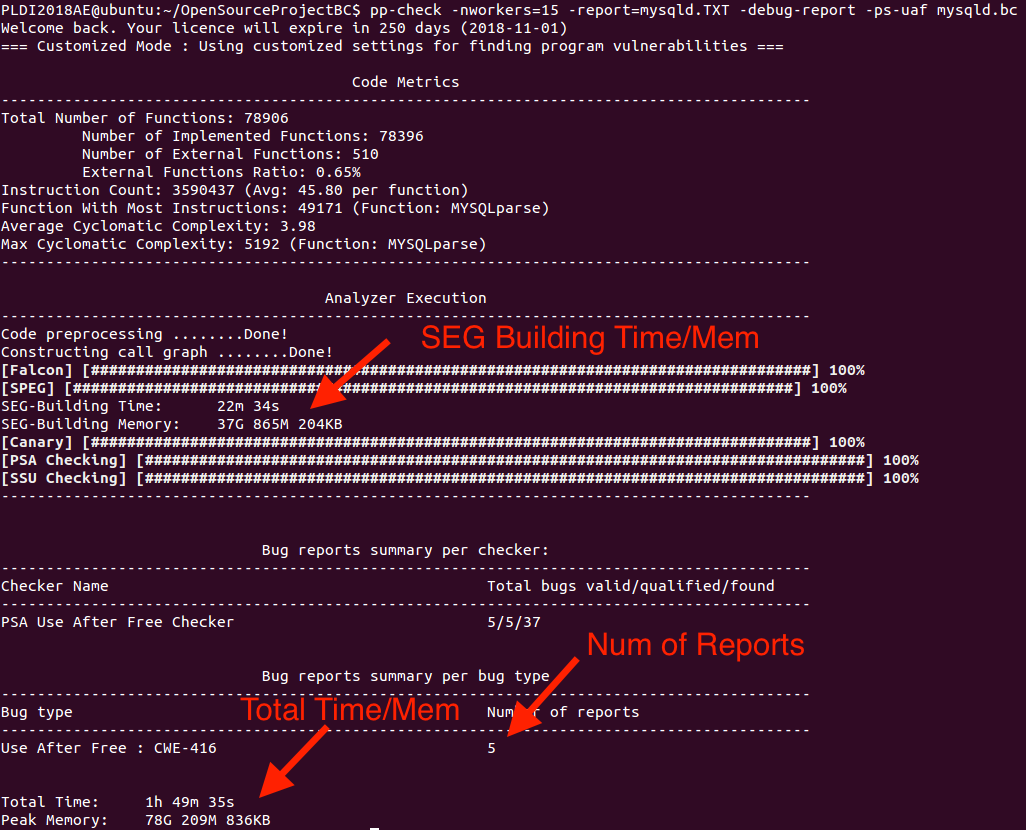 PLDI2018AE@ubuntu:~/OpenSourceProjectBC$ pp-check -nworkers=15 -report=mysqld.TXT -debug-report -ps-uaf mysqld.bc
Welcome back. Your licence will expire in 250 days (2018-11-01)
=== Customized Mode : Using customized settings for finding program vulnerabilities ===
Code Metrics
------------------------------------------------------------------------------------------
Total Number of Functions: 78906
Number of Implemented Functions: 78396
Number of External Functions: 510
External Functions Ratio: 0.65%
Instruction Count: 3590437 (Avg: 45.80 per function)
Function With Most Instructions: 49171 (Function: MYSQLparse)
Average Cyclomatic Complexity: 3.98
Max Cyclomatic Complexity: 5192 (Function: MYSQLparse)
------------------------------------------------------------------------------------------
Analyzer Execution
------------------------------------------------------------------------------------------
Code preprocessing ........Done!
SEG Building Time/Mem
Constructing call graph ........Done!
[Falcon] [################################################################################] 100%
[SPEG] [################################################################################] 100%
SEG-Building Time: 22m 34s
SEG-Building Memory: 37G 865M 204KB
[Canary] [################################################################################] 100%
[PSA Checking] [################################################################################] 100%
[SSU Checking] [################################################################################] 100%
------------------------------------------------------------------------------------------
Bug reports summary per checker:
------------------------------------------------------------------------------------------
Checker Name Total bugs valid/qualified/found
------------------------------------------------------------------------------------------
PSA Use After Free Checker 5/5/37
Num of Reports
Bug reports summary per bug type
------------------------------------------------------------------------------------------
Total Time/Mem
Bug type Number of reports
------------------------------------------------------------------------------------------
Use After Free : CWE-416 5
Total Time: 1h 49m 35s
Peak Memory: 78G 209M 836KB